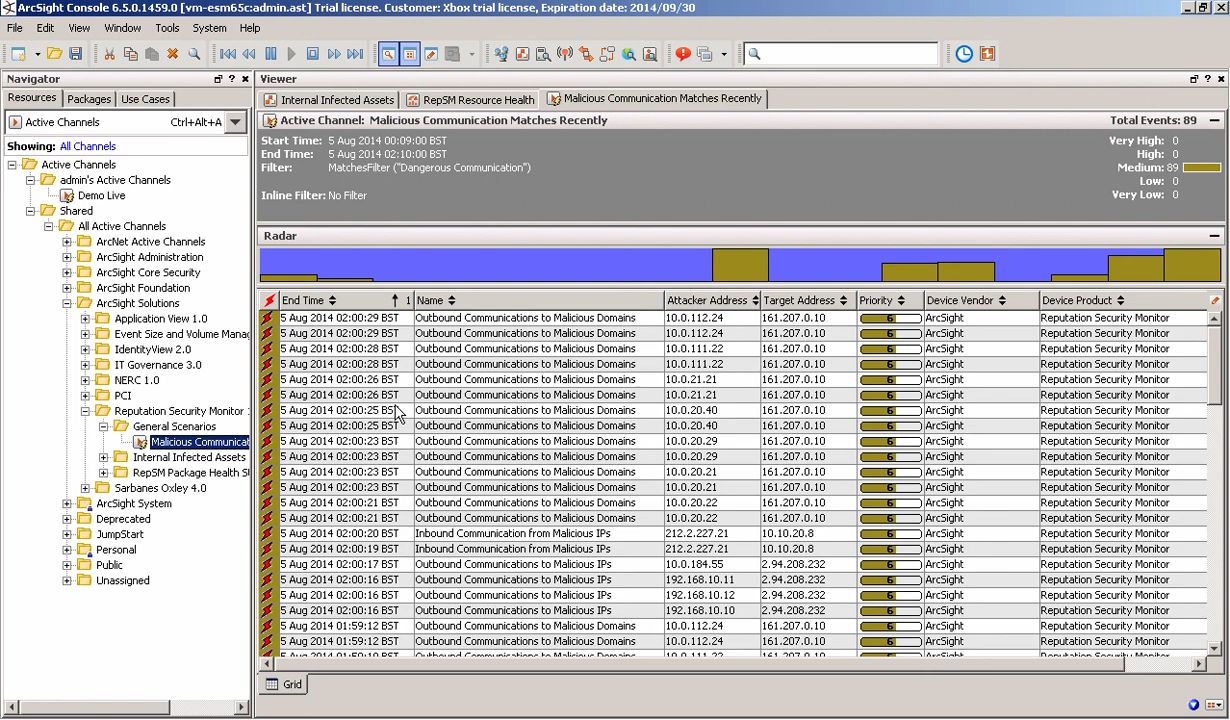 ArcSight Console 6.5.0.1459.0 [vm-esm65c:admin.ast] Trial license. Customer: Xbox trial license, Expiration date: 2014/09/30
File Edit View Window Tools System Help
Navigator
Resources Packages Use Cases
Active Channels Ctrl+Alt+A
Showing: All Channels
Active Channels
admin's Active Channels
Demo Live
Shared
All Active Channels
ArcNet Active Channels
ArcSight Administration
ArcSight Core Security
ArcSight Foundation
ArcSight Solutions
Application View 1.0
Event Size and Volume Manag
IdentityView 2.0
IT Governance 3.0
NERC 1.0
PCI
Reputation Security Monitor
General Scenarios
Malicious Communicat
Internal Infected Assets
RepSM Package Health S
Sarbanes Oxley 4.0
ArcSight System
Deprecated
JumpStart
Personal
Public
Unassigned
Viewer
Internal Infected Assets RepSM Resource Health Malicious Communication Matches Recently
Active Channel: Malicious Communication Matches Recently Total Events: 89
Start Time: 5 Aug 2014 00:09:00 BST Very High: 0
End Time: 5 Aug 2014 02:10:00 BST High: 0
Filter: MatchesFilter ("Dangerous Communication") Medium: 89
Low: 0
Inline Filter: No Filter Very Low: 0
Radar
End Time 1 Name Attacker Address Target Address Priority Device Vendor Device Product
5 Aug 2014 02:00:29 BST Outbound Communications to Malicious Domains 10.0.112.24 161.207.0.10 6 ArcSight Reputation Security Monitor
5 Aug 2014 02:00:29 BST Outbound Communications to Malicious Domains 10.0.112.24 161.207.0.10 6 ArcSight Reputation Security Monitor
5 Aug 2014 02:00:28 BST Outbound Communications to Malicious Domains 10.0.111.22 161.207.0.10 6 ArcSight Reputation Security Monitor
5 Aug 2014 02:00:28 BST Outbound Communications to Malicious Domains 10.0.111.22 161.207.0.10 6 ArcSight Reputation Security Monitor
5 Aug 2014 02:00:26 BST Outbound Communications to Malicious Domains 10.0.21.21 161.207.0.10 6 ArcSight Reputation Security Monitor
5 Aug 2014 02:00:26 BST Outbound Communications to Malicious Domains 10.0.21.21 161.207.0.10 6 ArcSight Reputation Security Monitor
5 Aug 2014 02:00:25 BST Outbound Communications to Malicious Domains 10.0.20.40 161.207.0.10 6 ArcSight Reputation Security Monitor
5 Aug 2014 02:00:25 BST Outbound Communications to Malicious Domains 10.0.20.40 161.207.0.10 6 ArcSight Reputation Security Monitor
5 Aug 2014 02:00:23 BST Outbound Communications to Malicious Domains 10.0.20.29 161.207.0.10 6 ArcSight Reputation Security Monitor
5 Aug 2014 02:00:23 BST Outbound Communications to Malicious Domains 10.0.20.29 161.207.0.10 6 ArcSight Reputation Security Monitor
5 Aug 2014 02:00:23 BST Outbound Communications to Malicious Domains 10.0.20.21 161.207.0.10 6 ArcSight Reputation Security Monitor
5 Aug 2014 02:00:23 BST Outbound Communications to Malicious Domains 10.0.20.21 161.207.0.10 6 ArcSight Reputation Security Monitor
5 Aug 2014 02:00:21 BST Outbound Communications to Malicious Domains 10.0.20.22 161.207.0.10 6 ArcSight Reputation Security Monitor
5 Aug 2014 02:00:21 BST Outbound Communications to Malicious Domains 10.0.20.22 161.207.0.10 6 ArcSight Reputation Security Monitor
5 Aug 2014 02:00:20 BST Inbound Communication from Malicious IPs 212.2.227.21 10.10.20.8 6 ArcSight Reputation Security Monitor
5 Aug 2014 02:00:19 BST Inbound Communication from Malicious IPs 212.2.227.21 10.10.20.8 6 ArcSight Reputation Security Monitor
5 Aug 2014 02:00:17 BST Outbound Communications to Malicious IPs 10.0.184.55 2.94.208.232 6 ArcSight Reputation Security Monitor
5 Aug 2014 02:00:16 BST Outbound Communications to Malicious IPs 192.168.10.11 2.94.208.232 6 ArcSight Reputation Security Monitor
5 Aug 2014 02:00:16 BST Outbound Communications to Malicious IPs 192.168.10.12 2.94.208.232 6 ArcSight Reputation Security Monitor
5 Aug 2014 02:00:16 BST Outbound Communications to Malicious IPs 192.168.10.10 2.94.208.232 6 ArcSight Reputation Security Monitor
5 Aug 2014 01:59:12 BST Outbound Communications to Malicious Domains 10.0.112.24 161.207.0.10 6 ArcSight Reputation Security Monitor
5 Aug 2014 01:59:12 BST Outbound Communications to Malicious Domains 10.0.112.24 161.207.0.10 6 ArcSight Reputation Security Monitor
Grid